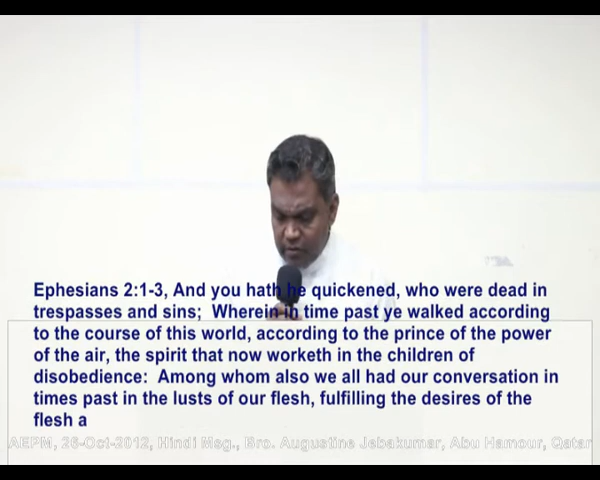 Ephesians 2:1-3, And you hath he quickened, who were dead in
trespasses and sins;  Wherein in time past ye walked according
to the course of this world, according to the prince of the power
of the air, the spirit that now worketh in the children of
disobedience:  Among whom also we all had our conversation in
times past in the lusts of our flesh, fulfilling the desires of the
flesh a
AEPM, 26-Oct-2012, Hindi Msg., Bro. Augustine Jebakumar, Abu Hamour, Qatar